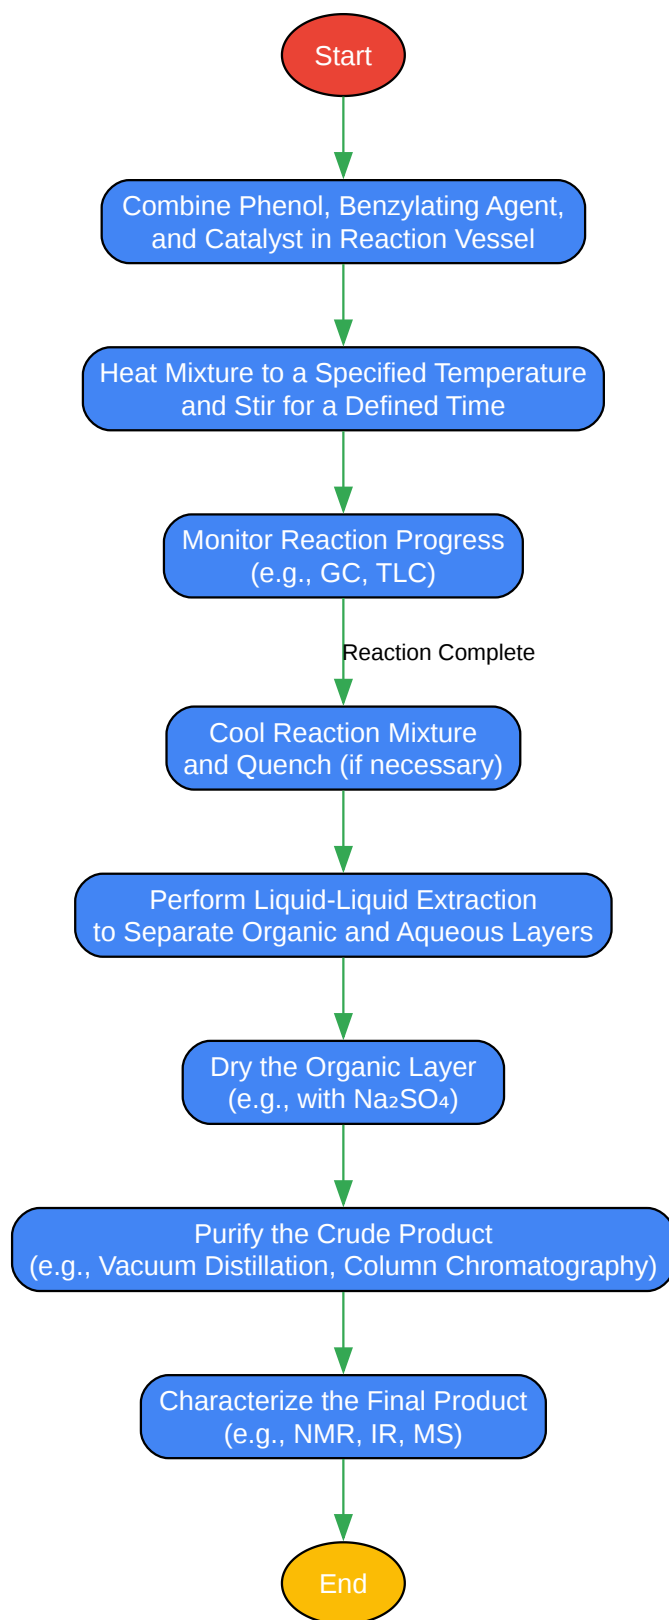 Start
Combine Phenol, Benzylating Agent,
and Catalyst in Reaction Vessel
Heat Mixture to a Specified Temperature
and Stir for a Defined Time
Monitor Reaction Progress
(e.g., GC, TLC)
Reaction Complete
Cool Reaction Mixture
and Quench (if necessary)
Perform Liquid-Liquid Extraction
to Separate Organic and Aqueous Layers
Dry the Organic Layer
(e.g., with Na₂SO₄)
Purify the Crude Product
(e.g., Vacuum Distillation, Column Chromatography)
Characterize the Final Product
(e.g., NMR, IR, MS)
End